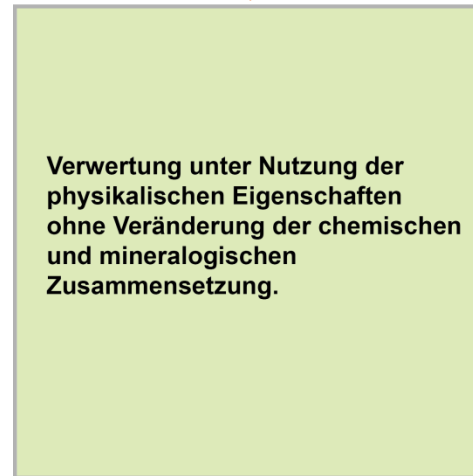 Verwertung unter Nutzung der
physikalischen Eigenschaften
ohne Veränderung der chemischen
und mineralogischen
Zusammensetzung.